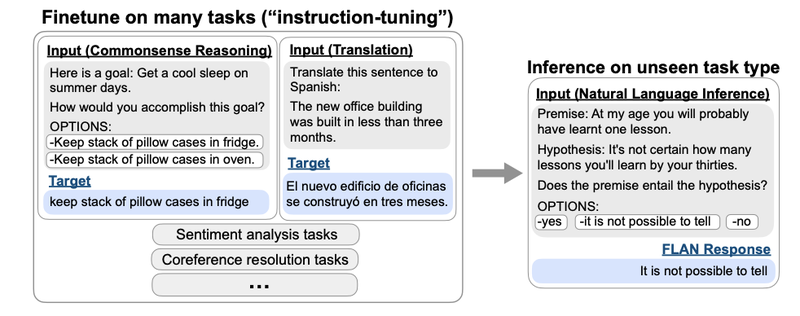 Finetune on many tasks (“instruction-tuning”)
Input (Commonsense Reasoning)
Here is a goal: Get a cool sleep on
summer days.
How would you accomplish this goal?
OPTIONS:
-Keep stack of pillow cases in fridge.
-Keep stack of pillow cases in oven.
Target
keep stack of pillow cases in fridge
Input (Translation)
Translate this sentence to
Spanish:
The new office building
was built in less than three
months.
Target
El nuevo edificio de oficinas
se construyó en tres meses.
Sentiment analysis tasks
Coreference resolution tasks
...
Inference on unseen task type
Input (Natural Language Inference)
Premise: At my age you will probably
have learnt one lesson.
Hypothesis: It's not certain how many
lessons you'll learn by your thirties.
Does the premise entail the hypothesis?
OPTIONS:
-yes -it is not possible to tell -no
FLAN Response
It is not possible to tell